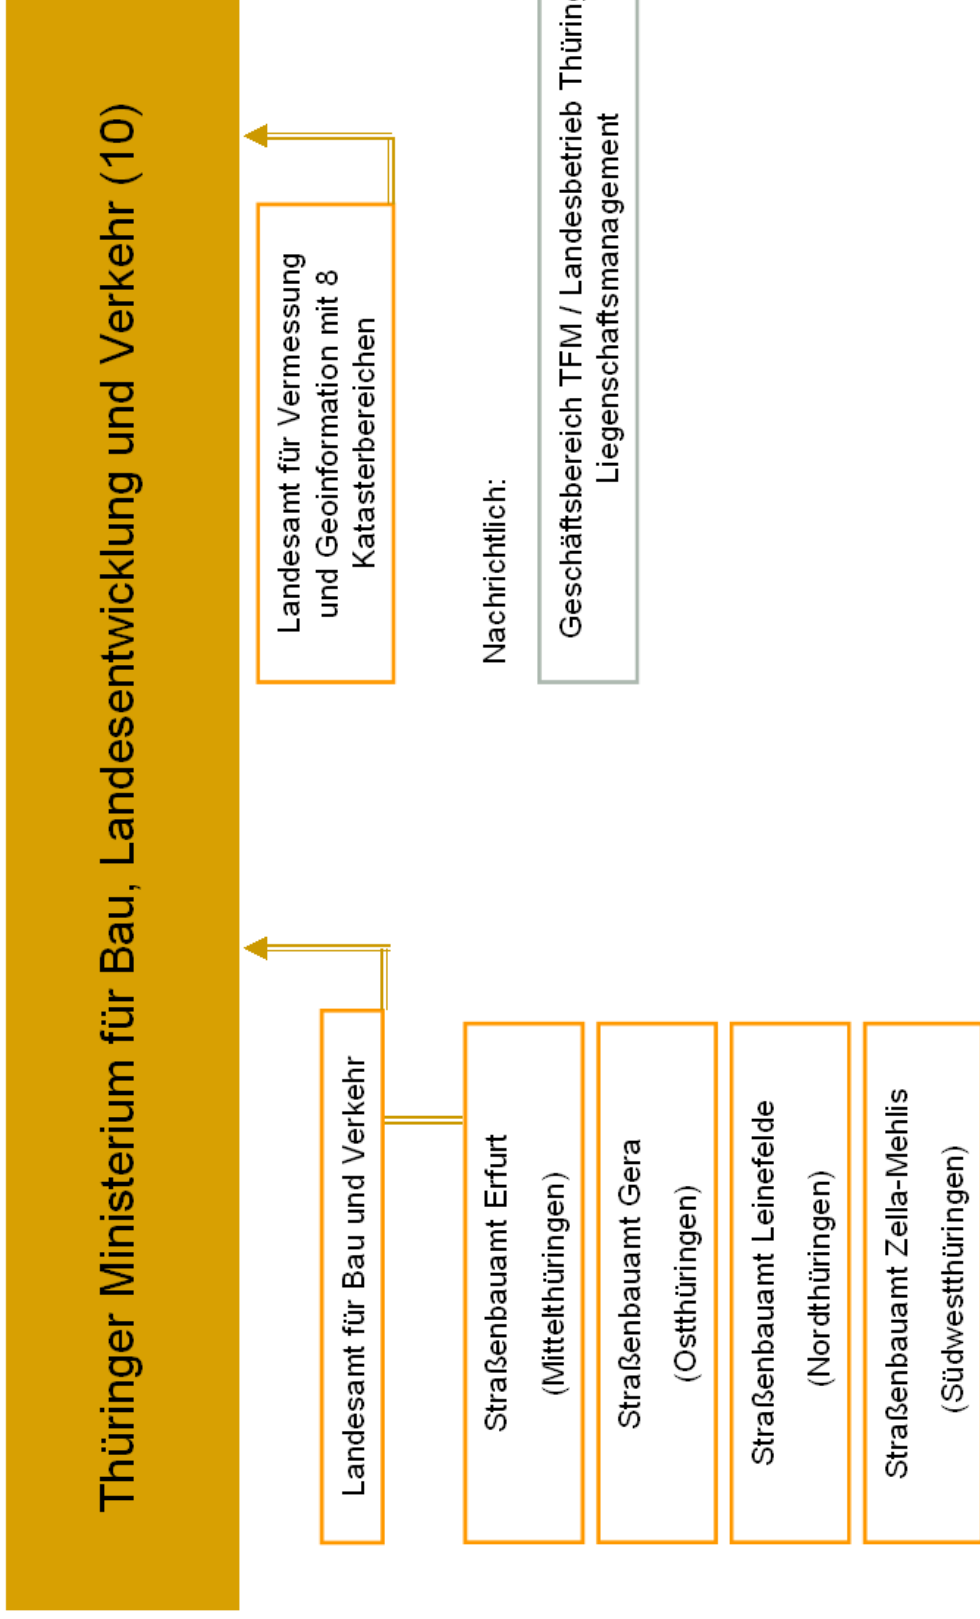 Thüringer Ministerium für Bau, Landesentwicklung und Verkehr (10)
Landesamt für Bau und Verkehr
Straßenbauamt Erfurt
(Mittelthüringen)
Straßenbauamt Gera
(Ostthüringen)
Straßenbauamt Leinefelde
(Nordthüringen)
Straßenbauamt Zella-Mehlis
(Südwestthüringen)
Landesamt für Vermessung
und Geoinformation mit 8
Katasterbereichen
Nachrichtlich:
Geschäftsbereich TFM / Landesbetrieb
Liegenschaftsmanagement